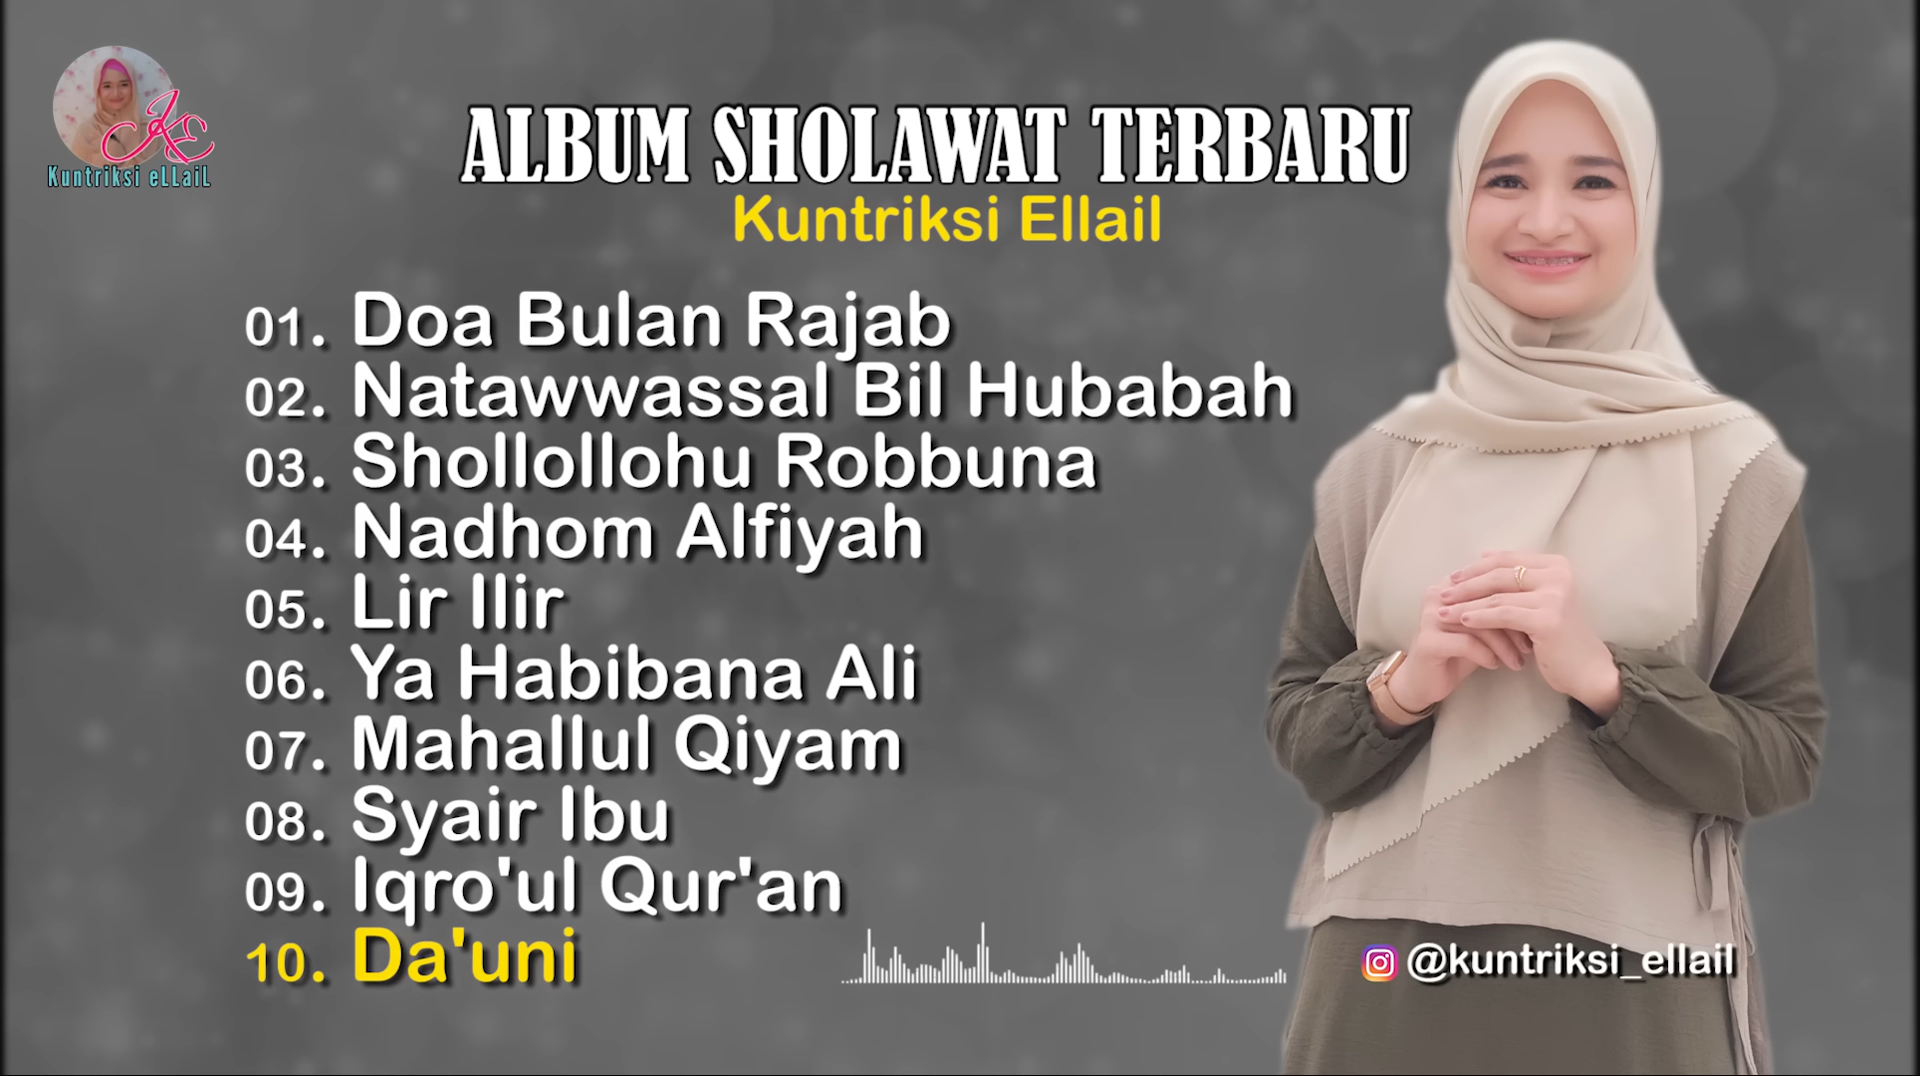 Kuntriksi eLLaiL
ALBUM SHOLAWAT TERBARU
Kuntriksi Ellail
01. Doa Bulan Rajab
02. Natawwassal Bil Hubabah
03. Shollollohu Robbuna
04. Nadhom Alfiyah
05. Lir Ilir
06. Ya Habibana Ali
07. Mahallul Qiyam
08. Syair Ibu
09. Iqro'ul Qur'an
10. Da'uni
@kuntriksi_ellail